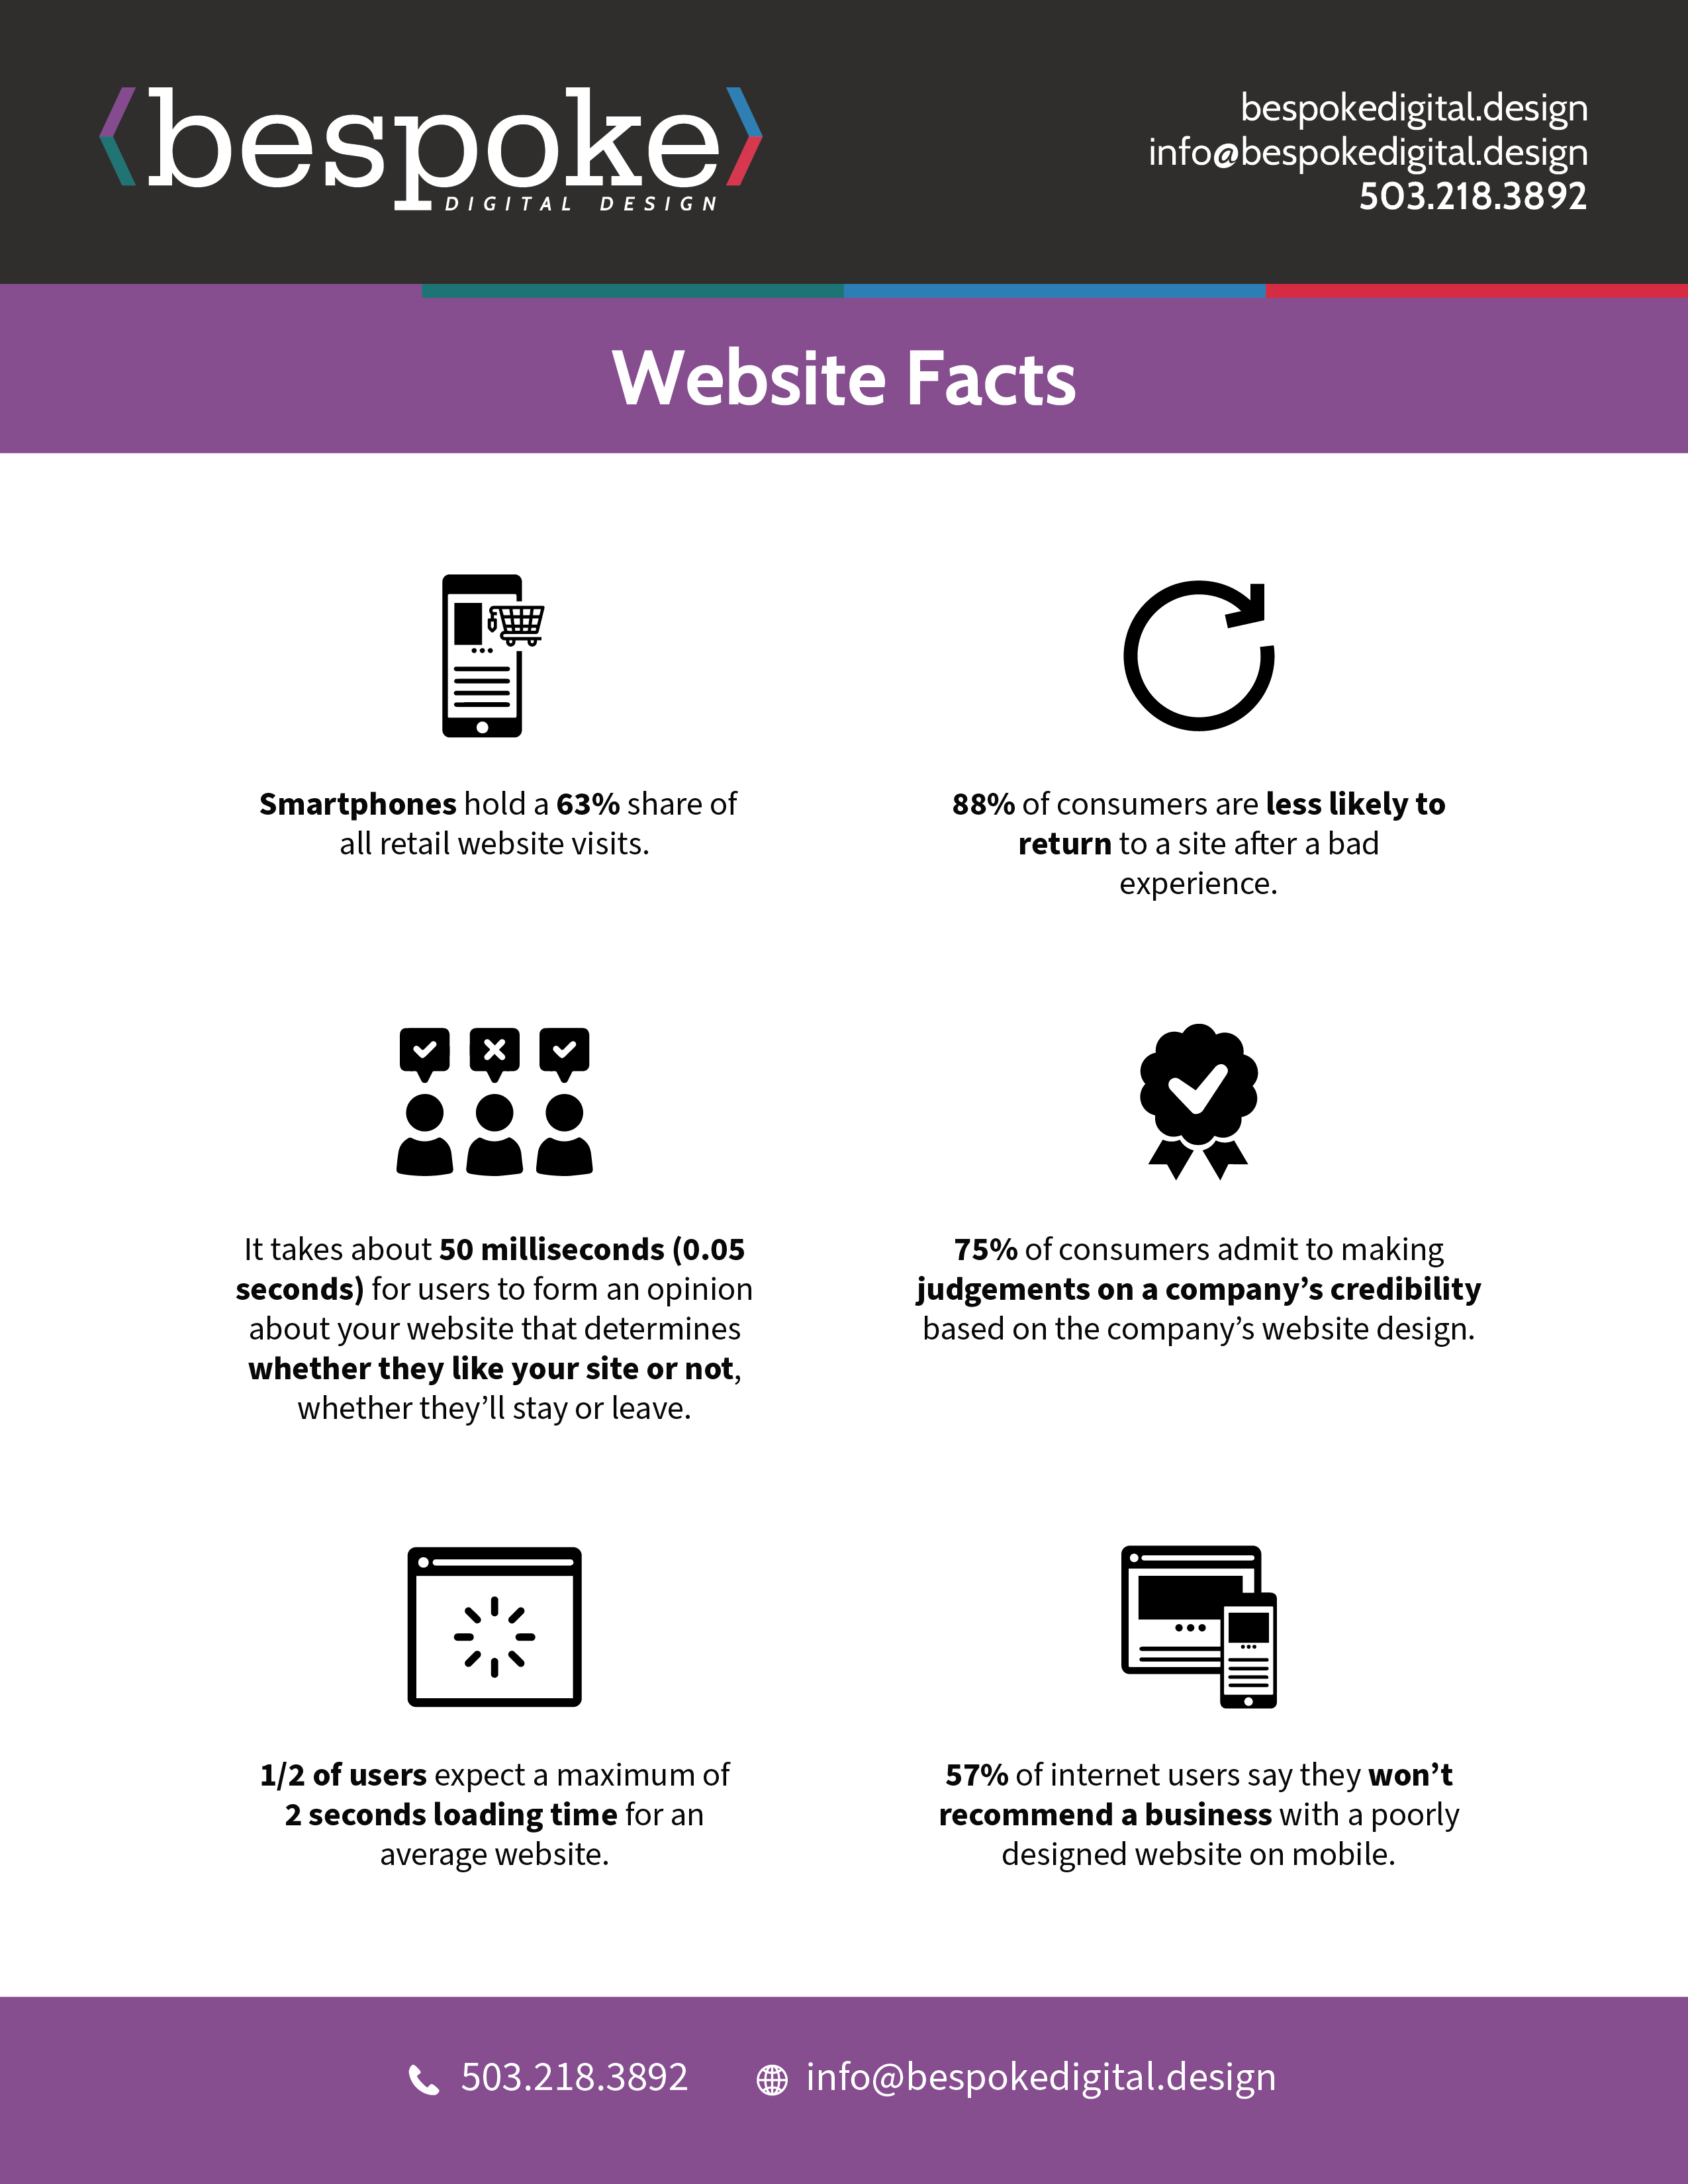 bespoke
DIGITAL DESIGN
bespokedigital.design
info@bespokedigital.design
503.218.3892
Website Facts
Smartphones hold a 63% share of
all retail website visits.
88% of consumers are less likely to
return to a site after a bad
experience.
It takes about 50 milliseconds (0.05
seconds) for users to form an opinion
about your website that determines
whether they like your site or not,
whether they’ll stay or leave.
75% of consumers admit to making
judgements on a company’s credibility
based on the company’s website design.
1/2 of users expect a maximum of
2 seconds loading time for an
average website.
57% of internet users say they won’t
recommend a business with a poorly
designed website on mobile.
503.218.3892
info@bespokedigital.design